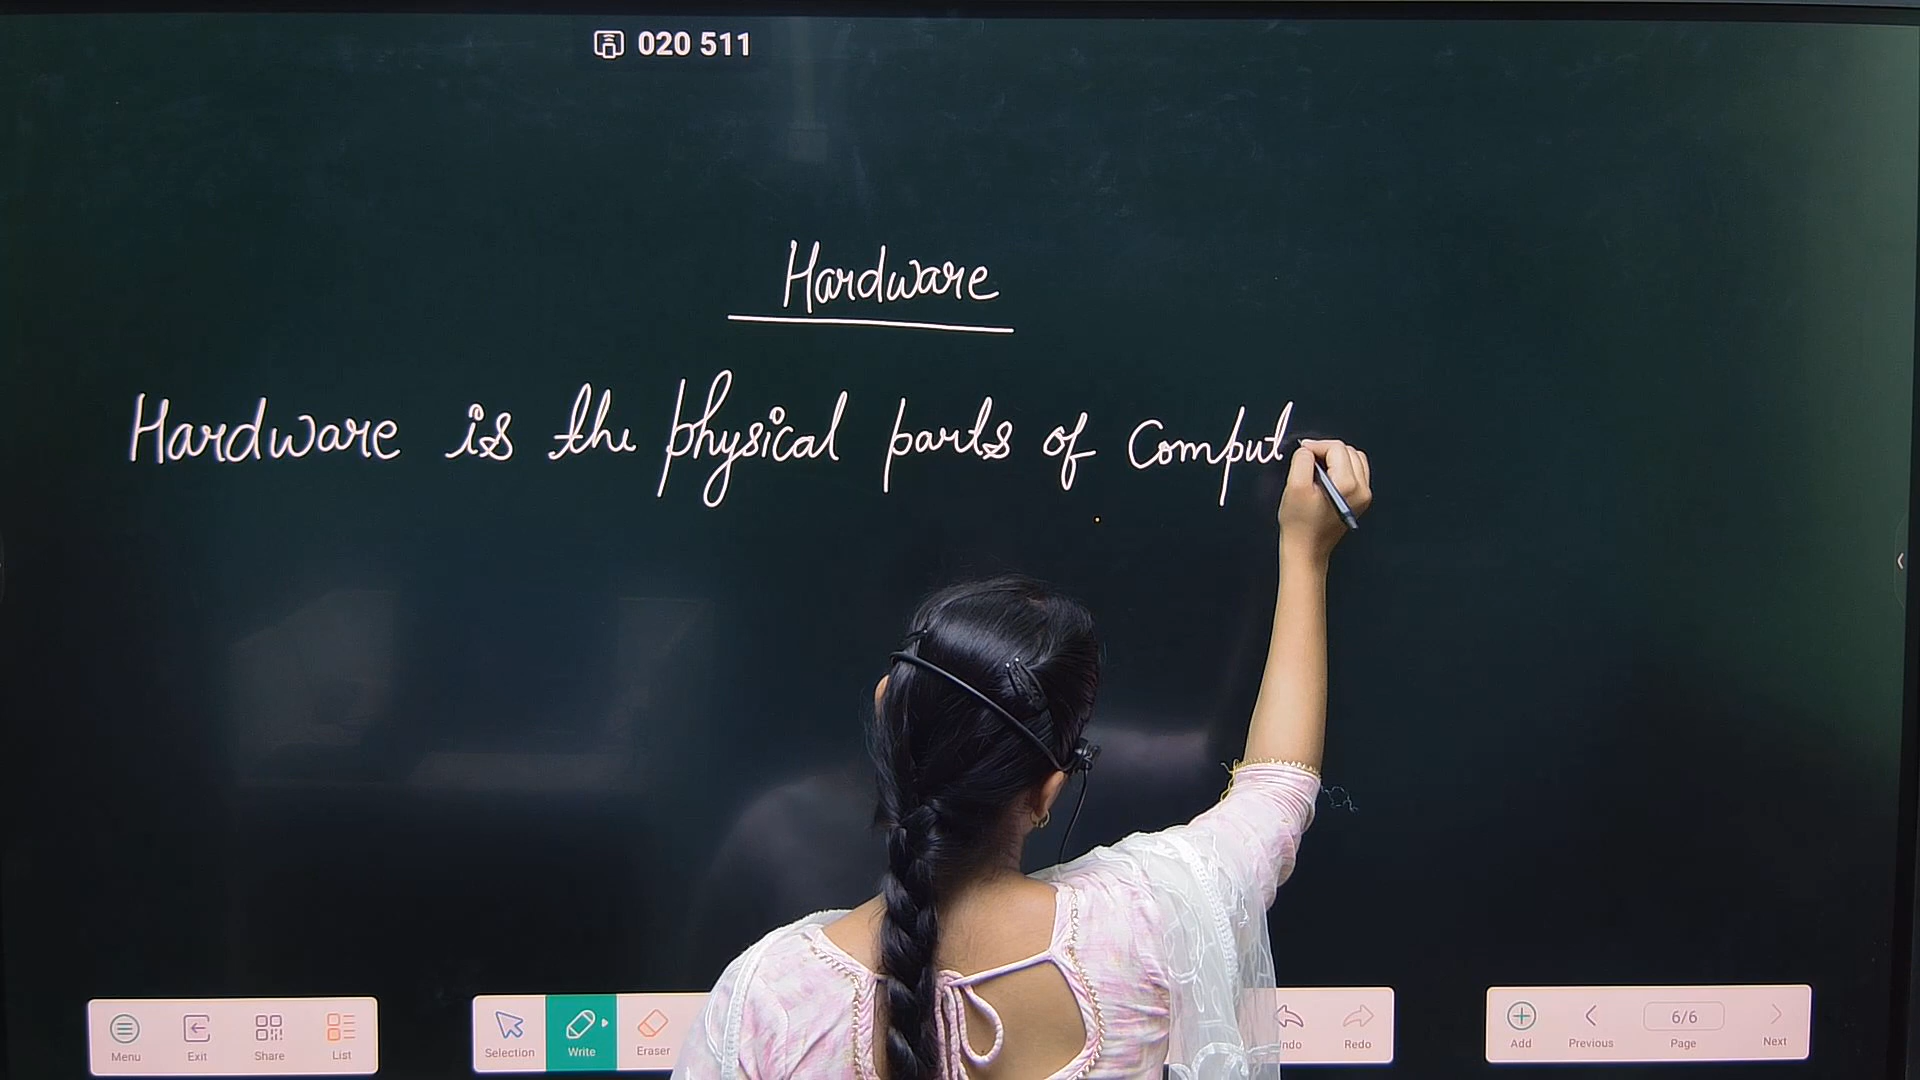 020 511
Hardware
Hardware is the physical parts of Comput
Menu Exit Share List Selection Write Eraser ndo Redo Add Previous 6/6 Page Next